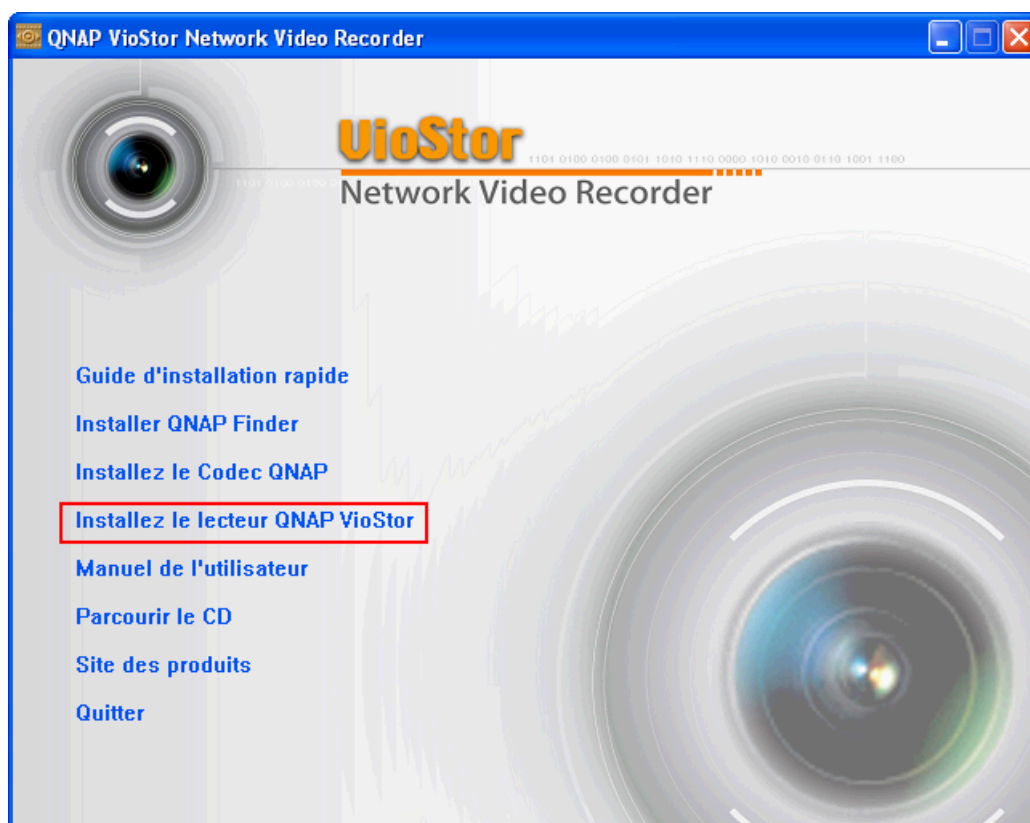 QNAP VioStor Network Video Recorder
VioStor
1101 0100 0100 0101 1010 1110 0000 1010 0010 0110 1001 1100
Network Video Recorder
Guide d'installation rapide
Installer QNAP Finder
Installez le Codec QNAP
Installez le lecteur QNAP VioStor
Manuel de l'utilisateur
Parcourir le CD
Site des produits
Quitter